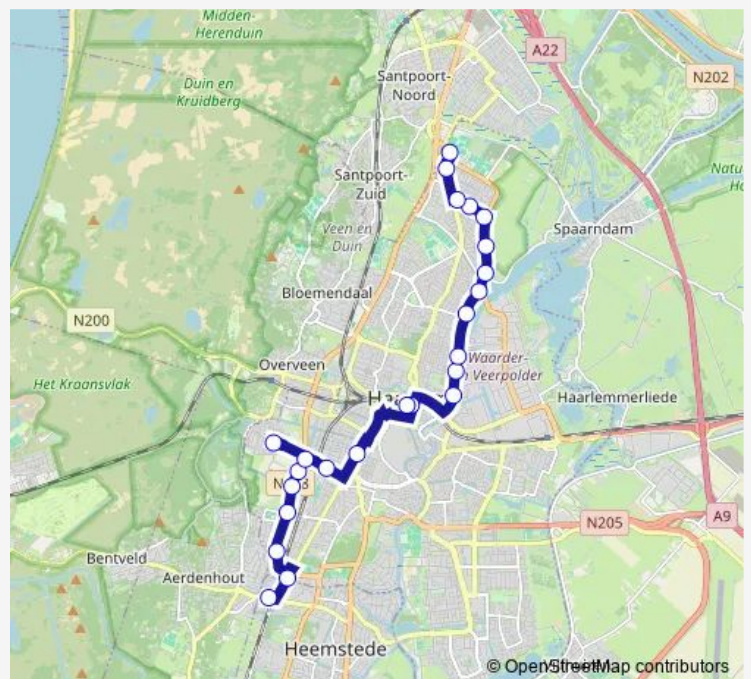 Midden-
Herenduin
A22
Santpoort-
Noord
N202
Duin en
Kruidberg
Santpoort-
Zuid
Spaarndam
Veen en
Duin
Bloemendaal
N200
Overveen
Waarder-
Veerpolder
Het Kraansvlak
Haarlemmerliede
N205
A9
Bentveld
Aerdenhout
Heemstede
© OpenStreetMap contributors